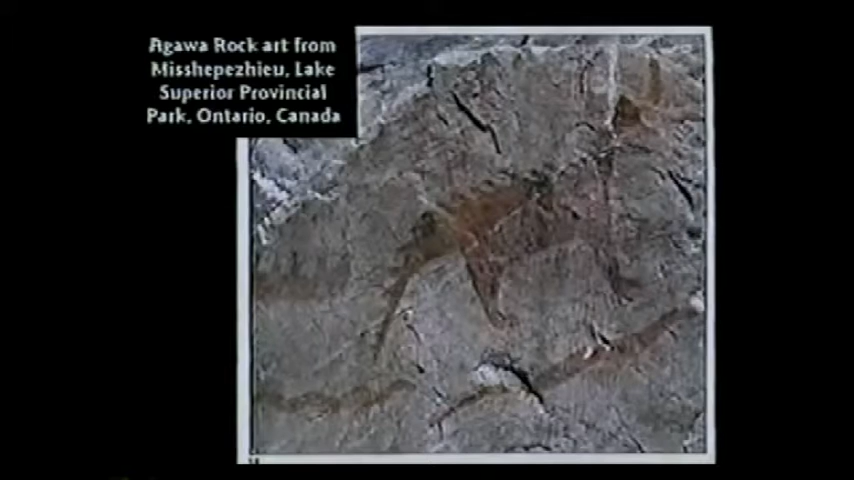 Agawa Rock art from
Misshepezhieu, Lake
Superior Provincial
Park, Ontario, Canada